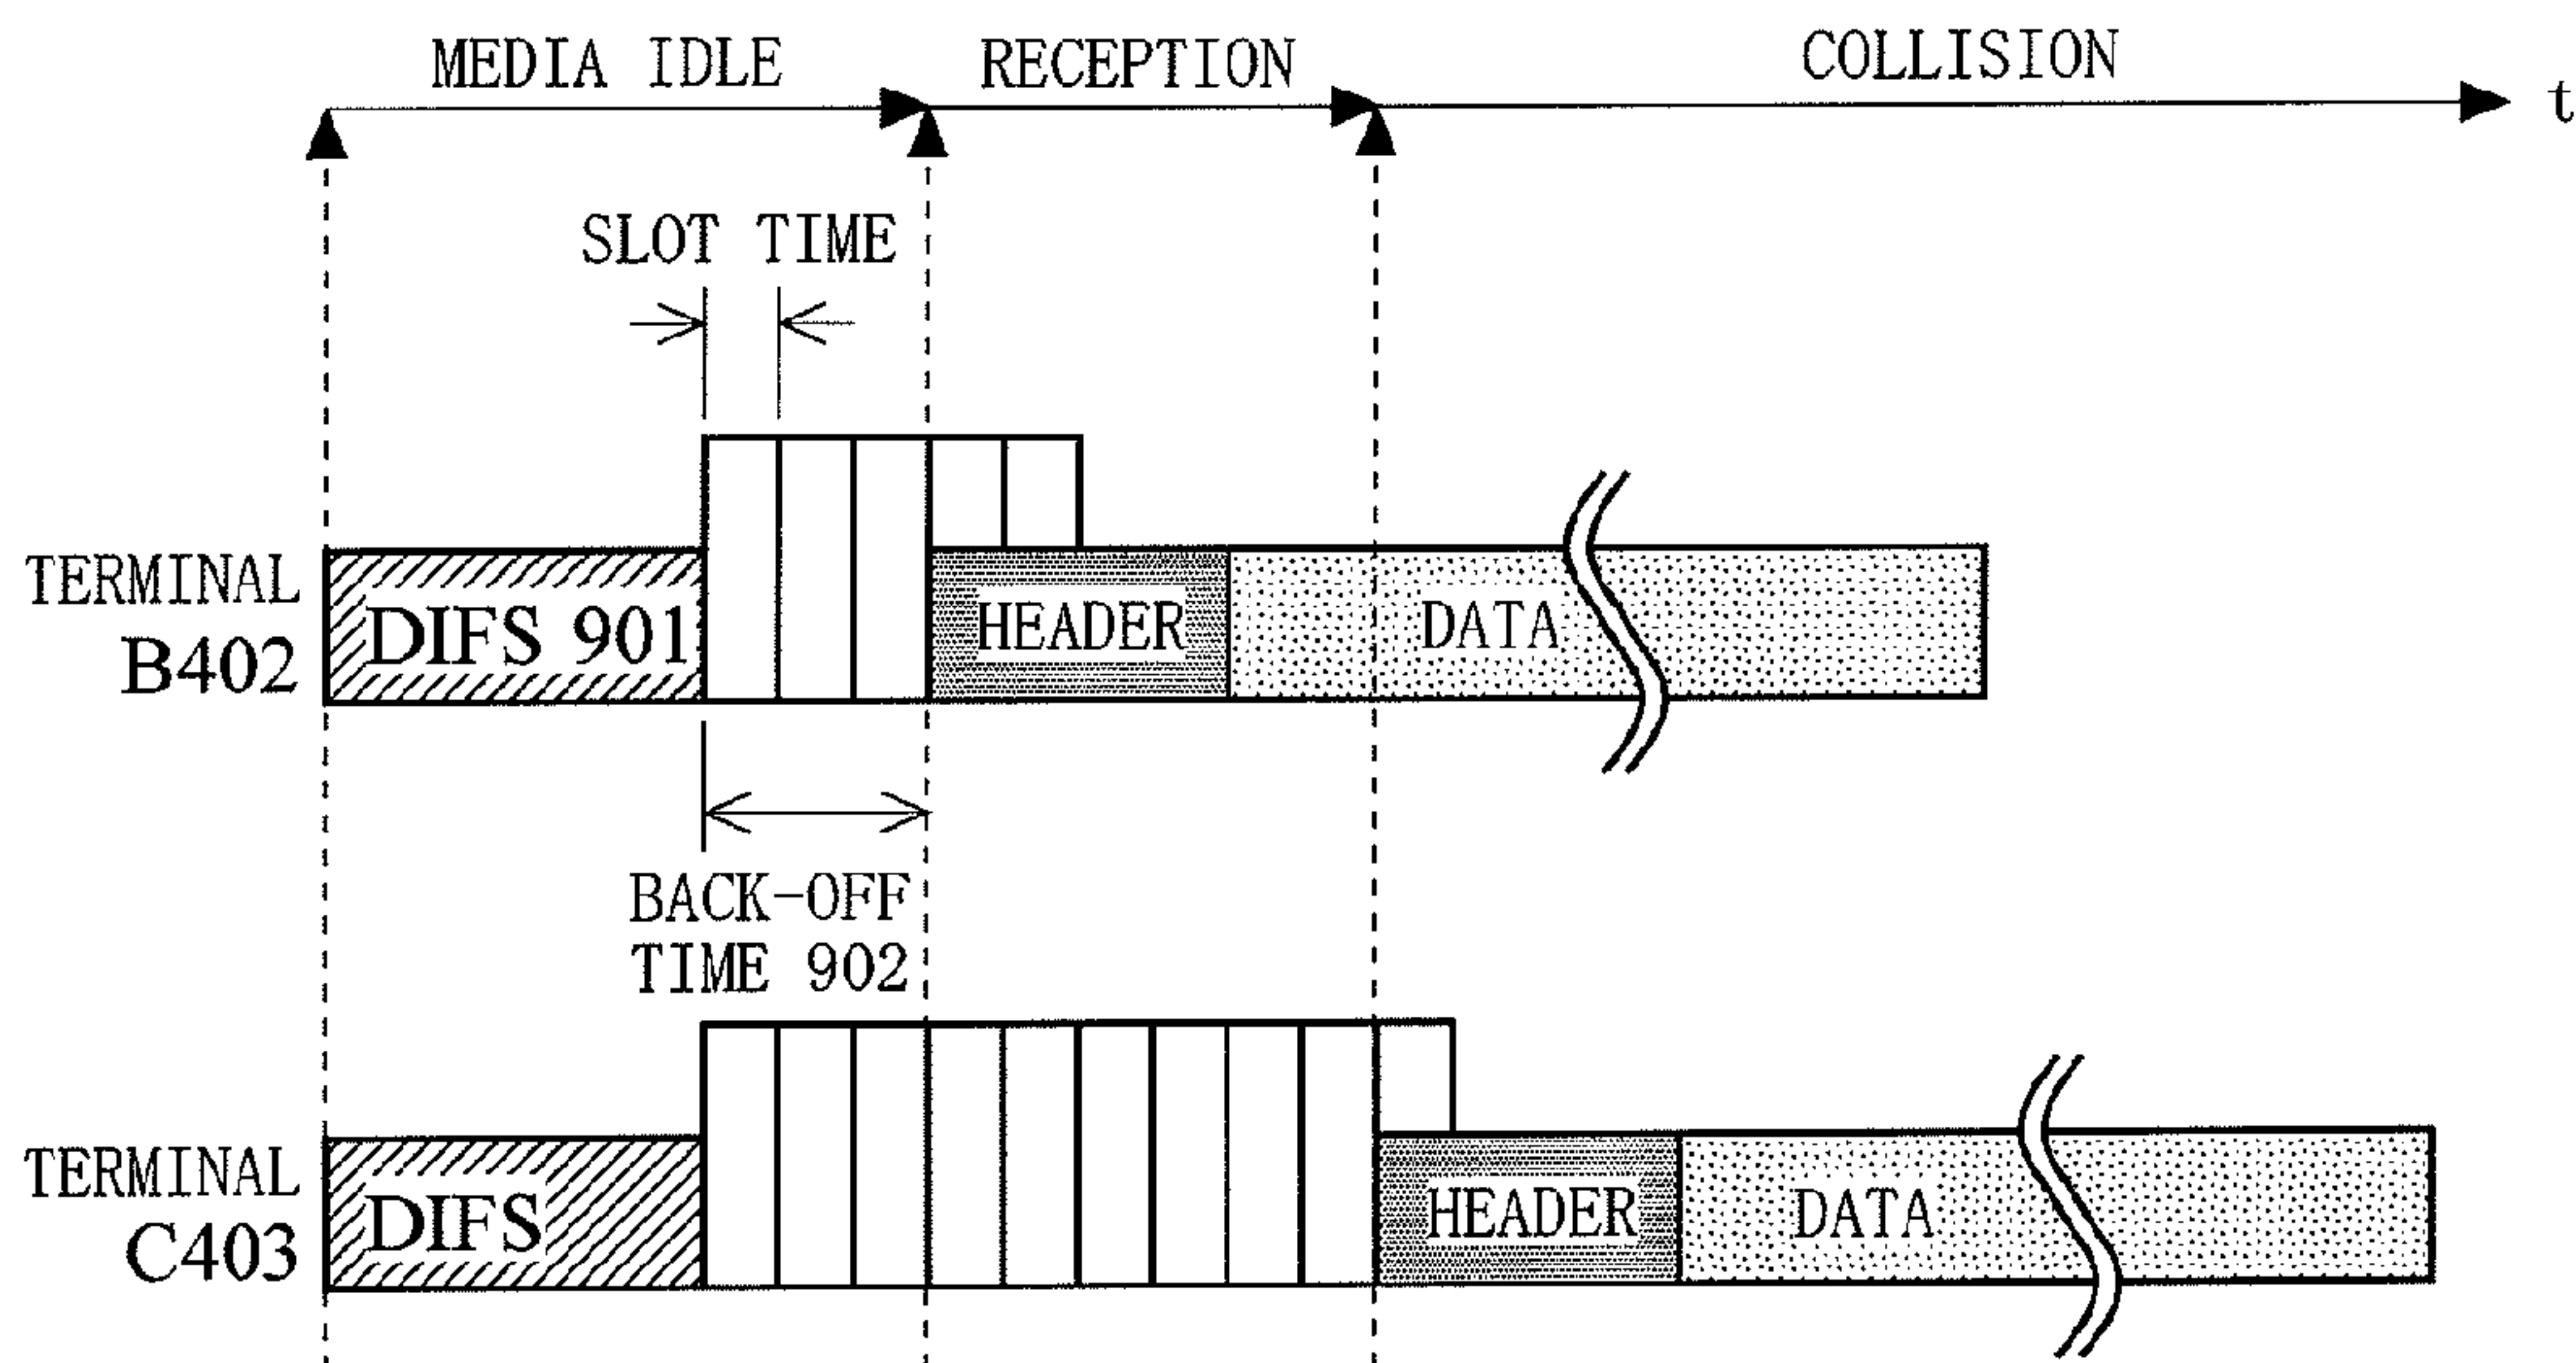 MEDIA IDLE
RECEPTION
COLLISION
t
SLOT TIME
TERMINAL
B402
DIFS 901
HEADER
DATA
BACK-OFF
TIME 902
TERMINAL
C403
DIFS
HEADER
DATA